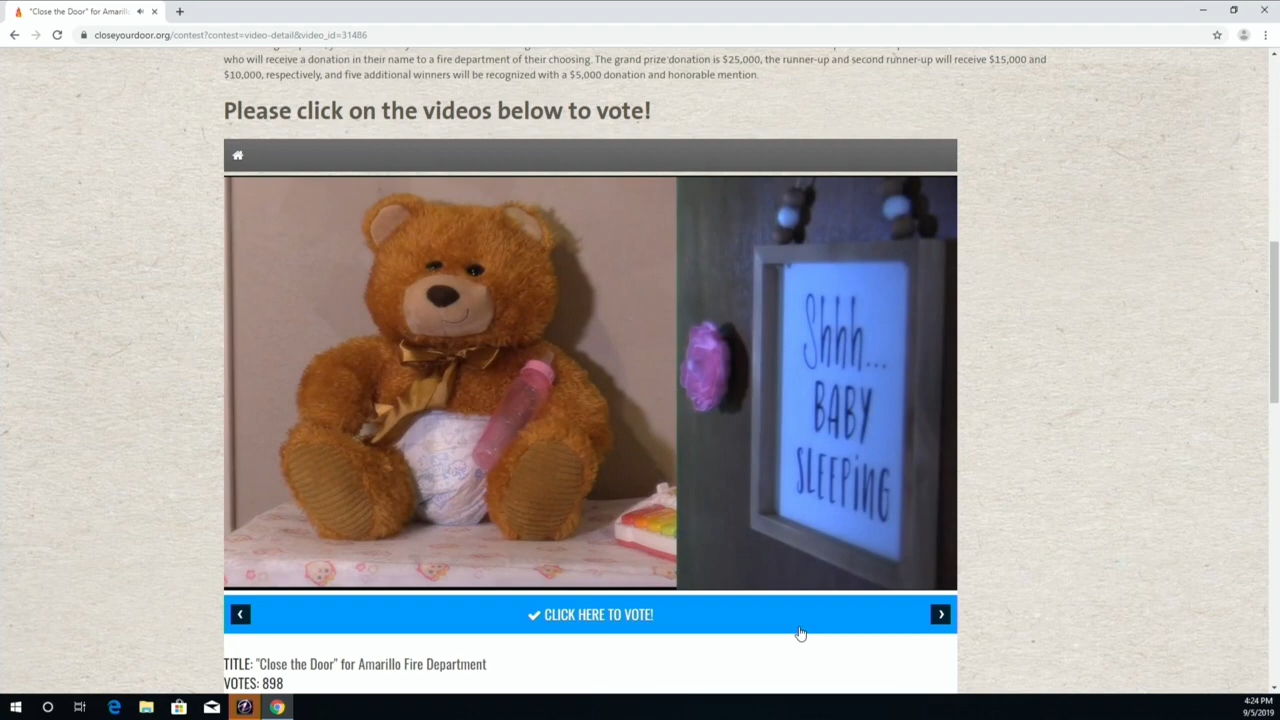 "Close the Door" for Amarill
closeyourdoor.org/contest?contest=video-detail&video_id=31486
who will receive a donation in their name to a fire department of their choosing. The grand prize donation is $25,000, the runner-up and second runner-up will receive $15,000 and
$10,000, respectively, and five additional winners will be recognized with a $5,000 donation and honorable mention.
Please click on the videos below to vote!
Shhh...
BABY
SLEEPING
CLICK HERE TO VOTE!
TITLE: "Close the Door" for Amarillo Fire Department
VOTES: 898
4:24 PM
9/5/2019